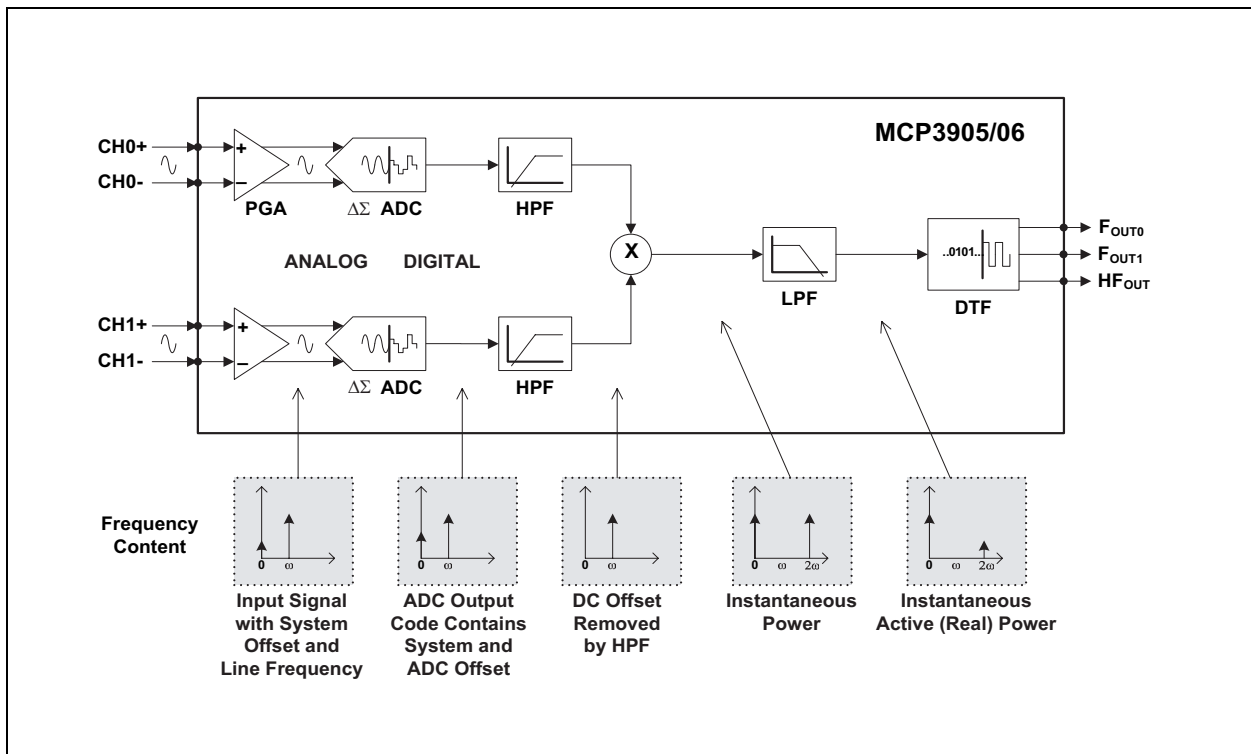 MCP3905/06
CH0+
CH0-
+
–
PGA
ΔΣ ADC
HPF
ANALOG DIGITAL
X
LPF
..0101...
DTF
FOUT0
FOUT1
HFOUT
CH1+
CH1-
+
–
ΔΣ ADC
HPF
Frequency
Content
0 ω
Input Signal
with System
Offset and
Line Frequency
0 ω
ADC Output
Code Contains
System and
ADC Offset
0 ω
DC Offset
Removed
by HPF
0 ω 2ω
Instantaneous
Power
0 ω 2ω
Instantaneous
Active (Real) Power